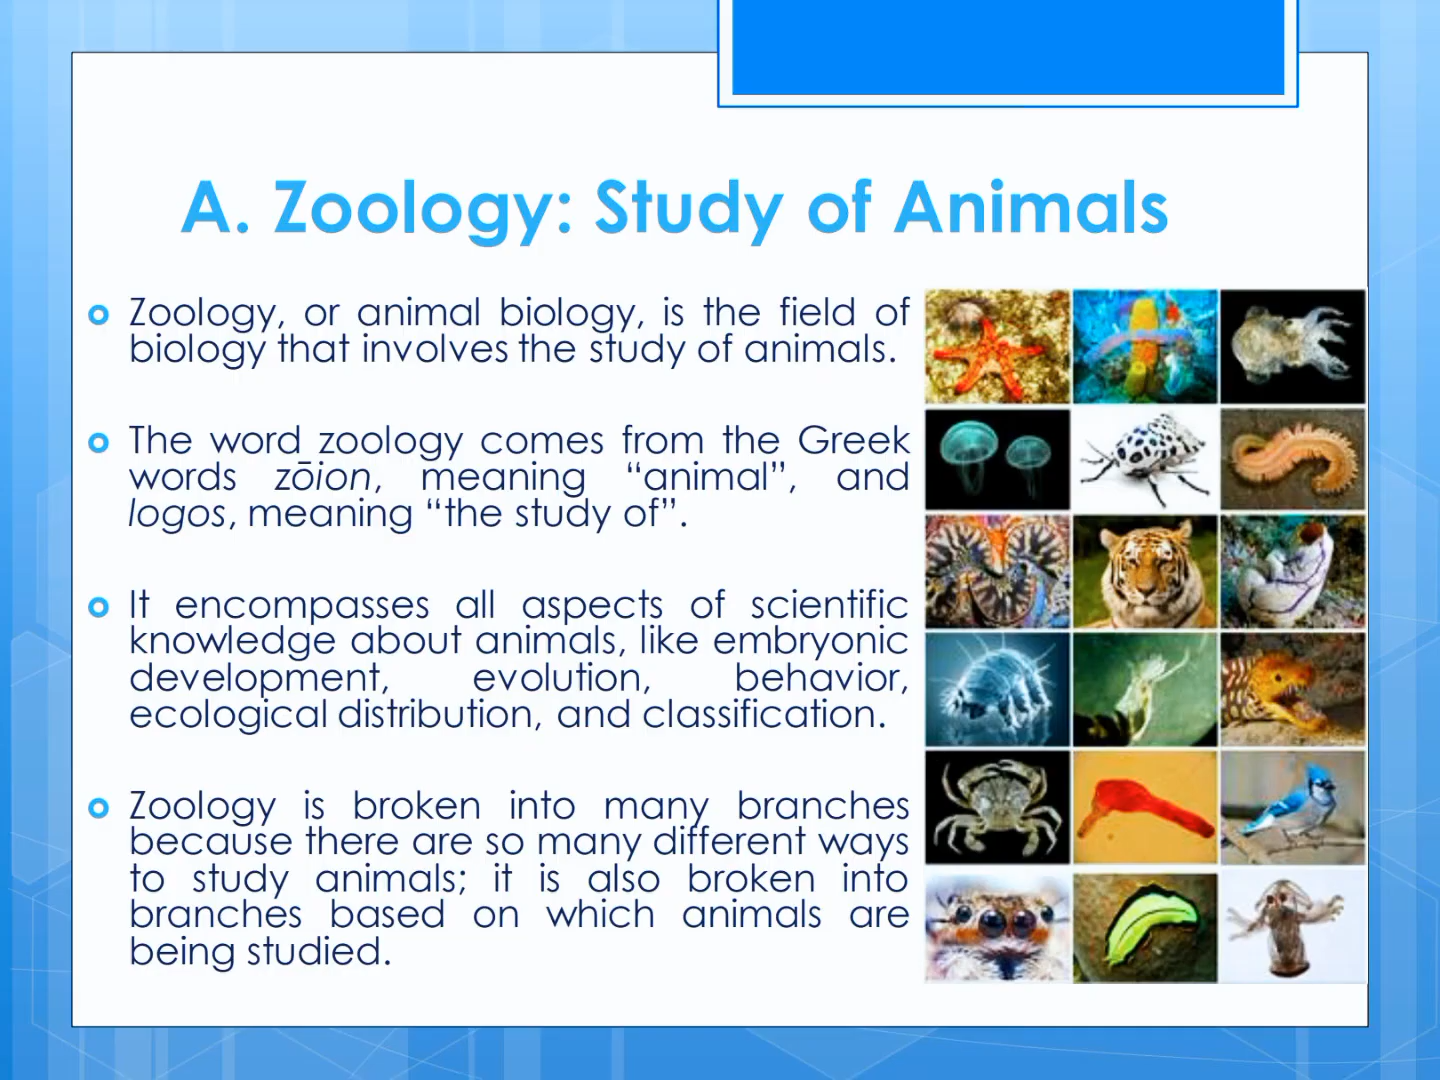 A. Zoology: Study of Animals
Zoology, or animal biology, is the field of
biology that involves the study of animals.
The word zoology comes from the Greek
words zōion, meaning “animal”, and
logos, meaning “the study of”.
It encompasses all aspects of scientific
knowledge about animals, like embryonic
development, evolution, behavior,
ecological distribution, and classification.
Zoology is broken into many branches
because there are so many different ways
to study animals; it is also broken into
branches based on which animals are
being studied.